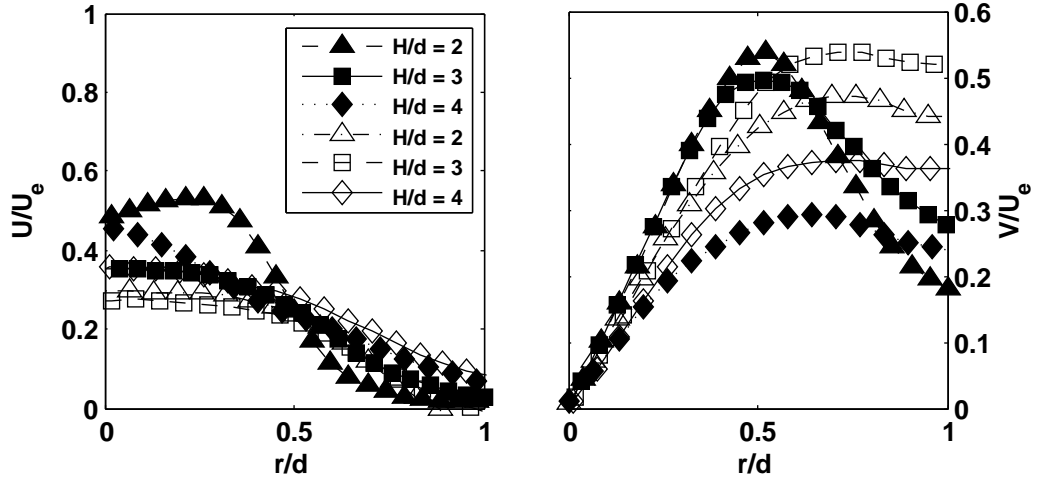 1
0.8
0.6
0.4
0.2
0
U/U_e
0
0.5
1
r/d
H/d = 2
H/d = 3
H/d = 4
H/d = 2
H/d = 3
H/d = 4
0.6
0.5
0.4
0.3
0.2
0.1
0
V/U_e
0
0.5
1
r/d